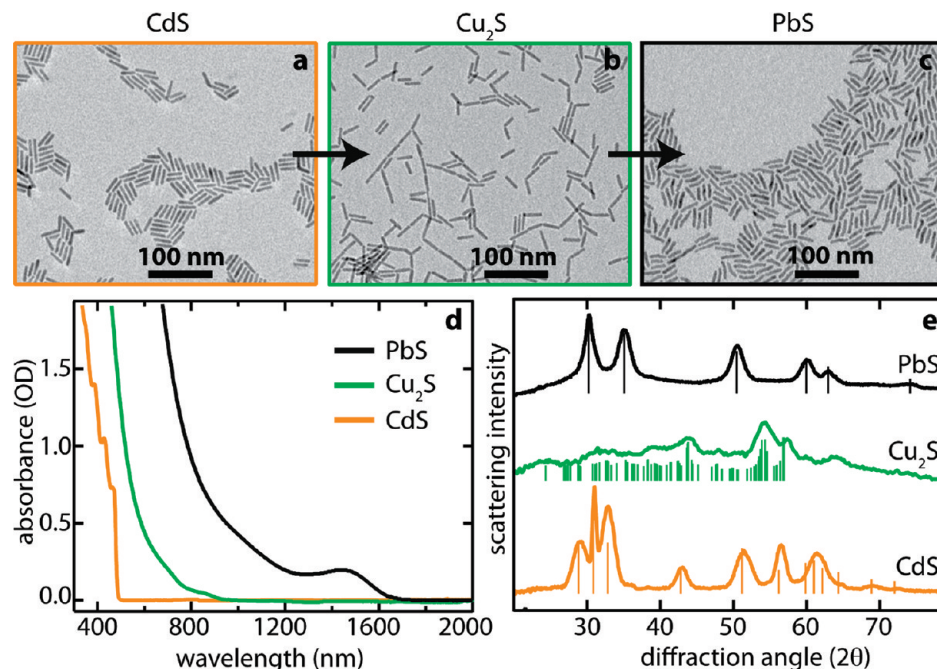 CdS
Cu₂S
PbS
a
b
c
100 nm
100 nm
100 nm
d
absorbance (OD)
1.5
1.0
0.5
0.0
PbS
Cu₂S
CdS
400
800
1200
1600
2000
wavelength (nm)
e
scattering intensity
PbS
Cu₂S
CdS
30
40
50
60
70
diffraction angle (2θ)